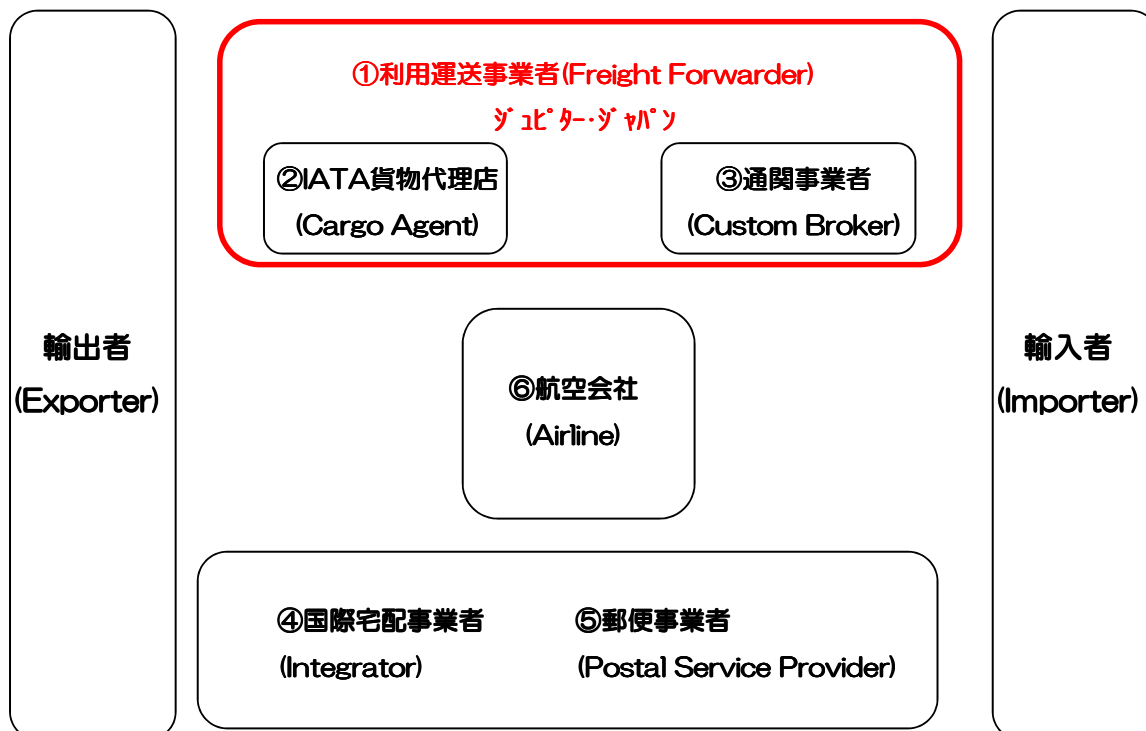 ①利用運送事業者(Freight Forwarder)
ｼﾞｭﾋﾟﾀｰ･ｼﾞｬﾊﾟﾝ
②IATA貨物代理店
(Cargo Agent)
③通関事業者
(Custom Broker)
輸出者
(Exporter)
⑥航空会社
(Airline)
輸入者
(Importer)
④国際宅配事業者
(Integrator)
⑤郵便事業者
(Postal Service Provider)